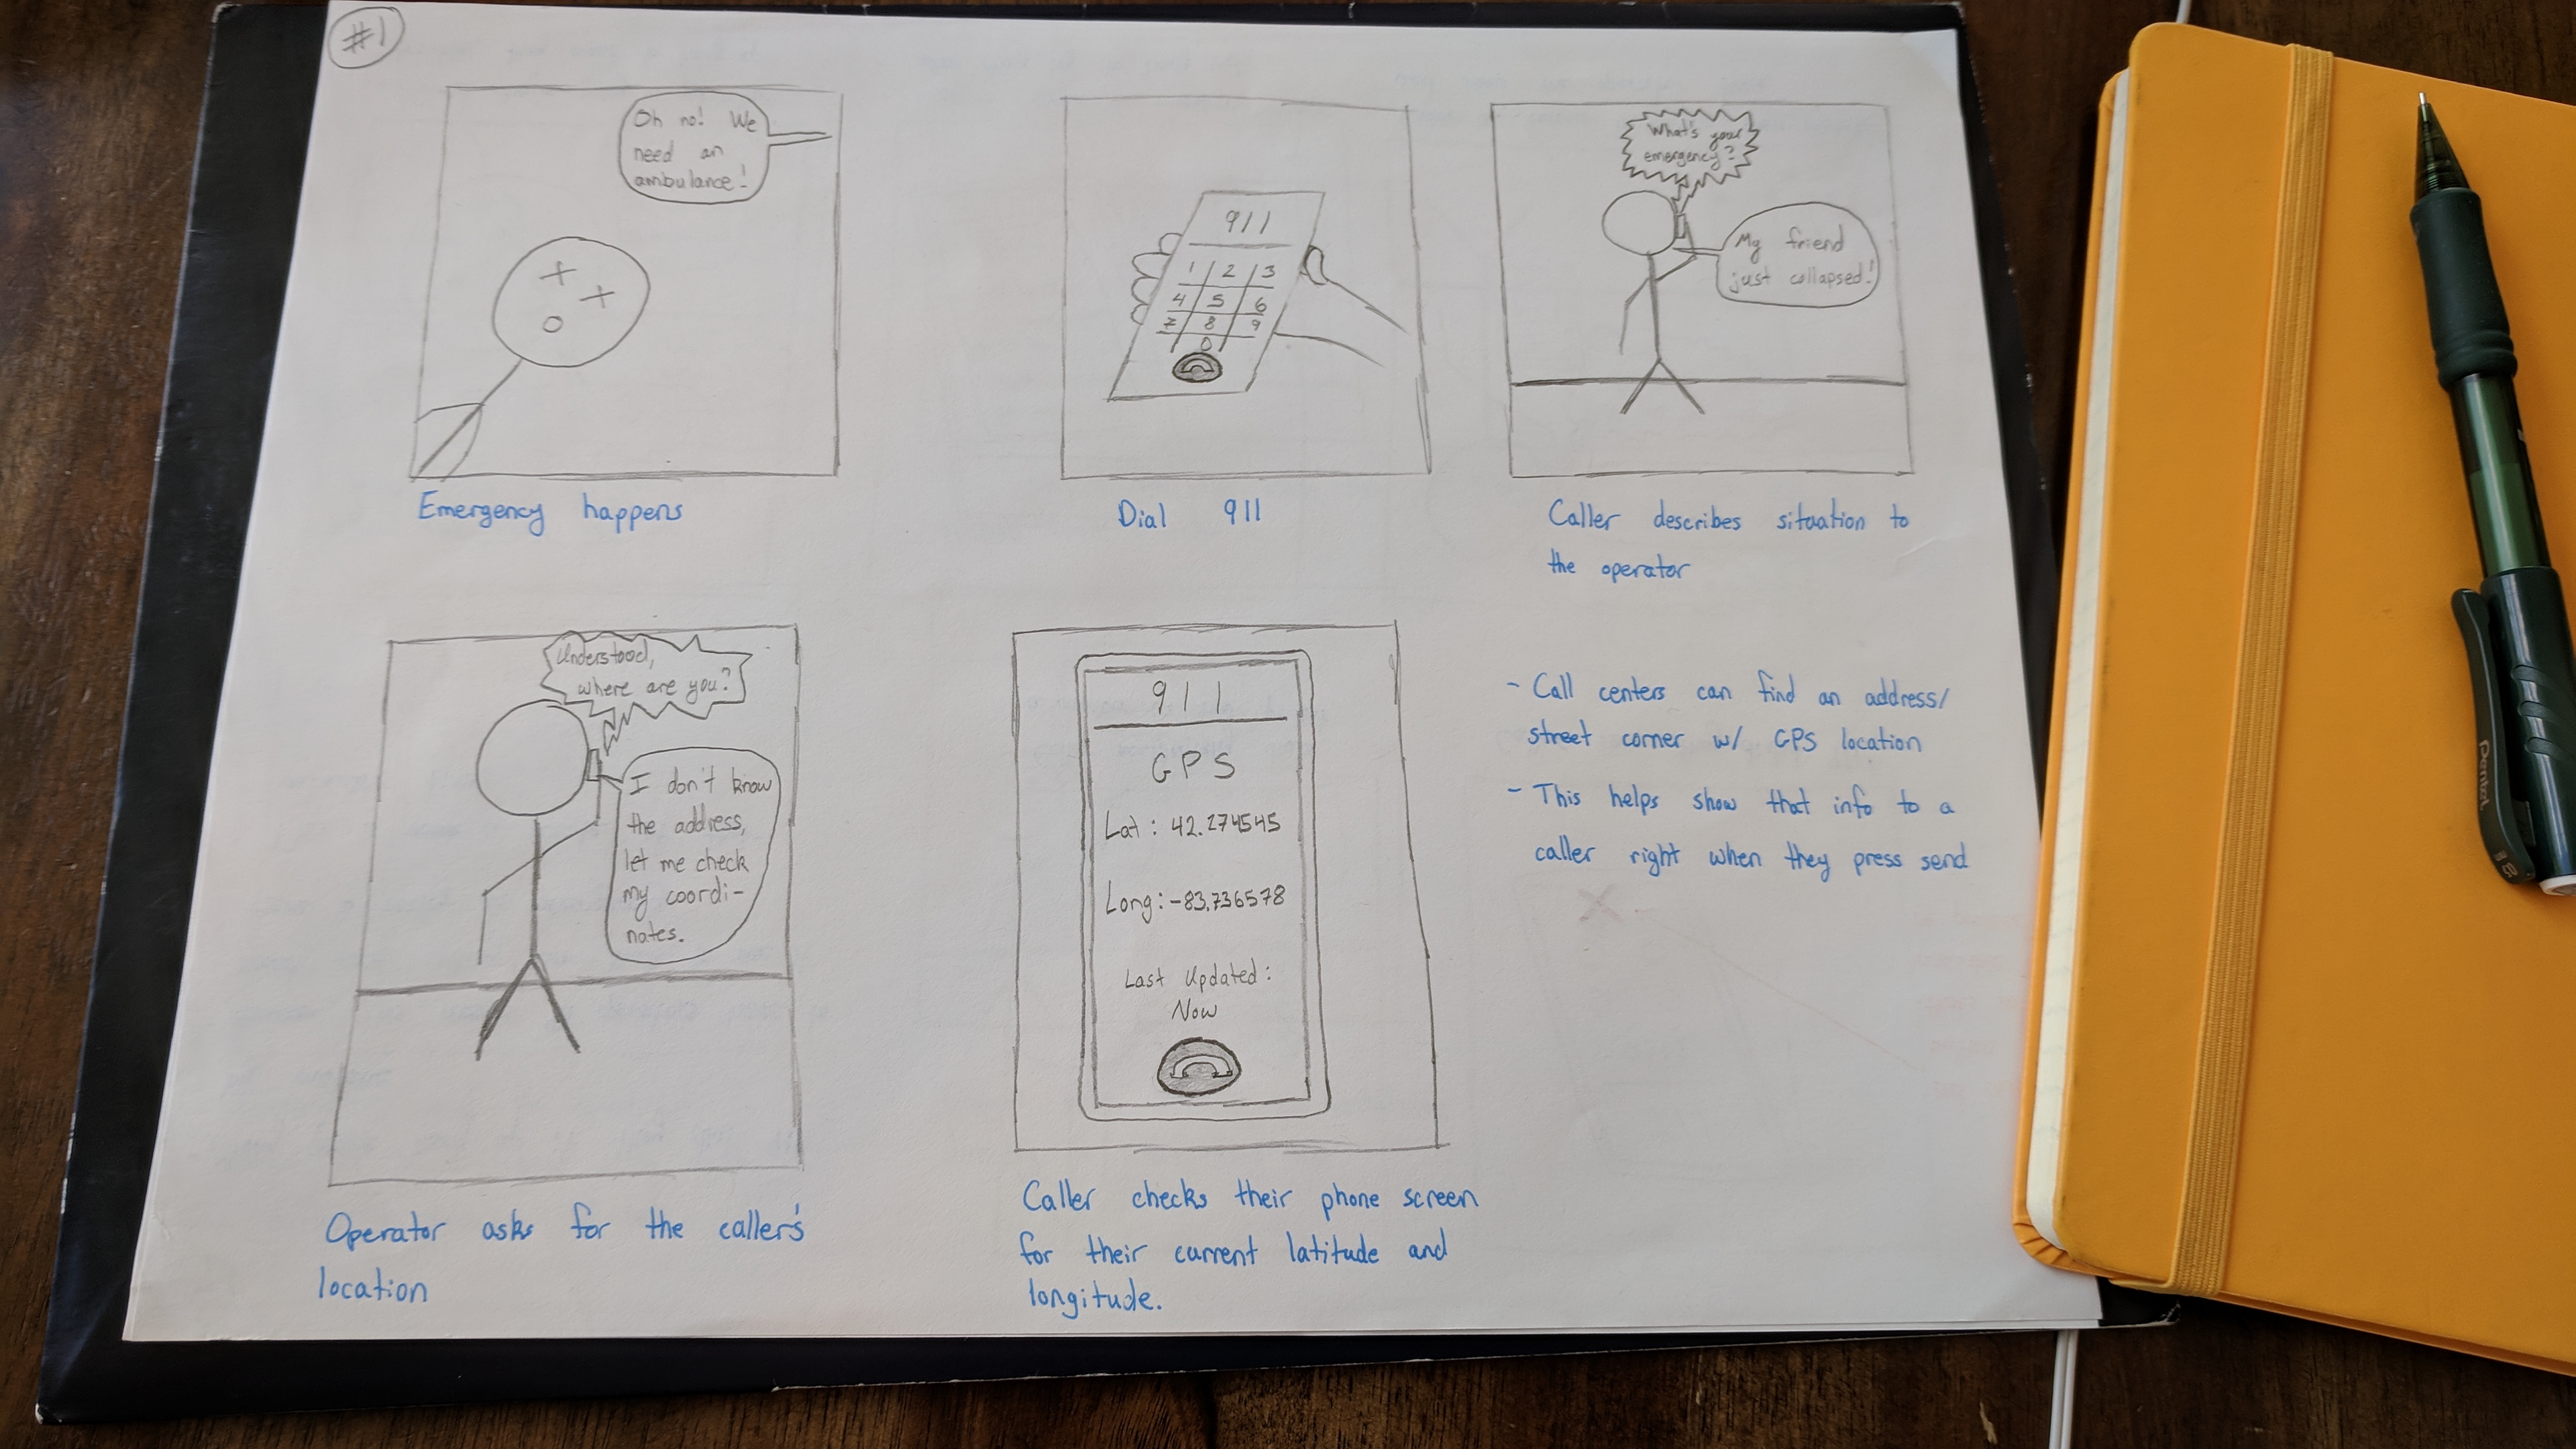 #1
Oh no! We
need an
ambulance!
Emergency happens
911
1 2 3
4 5 6
7 8 9
0
Dial 911
What's your
emergency?
My friend
just collapsed!
Caller describes situation to
the operator
Understood,
where are you?
I don't know
the address,
let me check
my coordi-
nates.
Operator asks for the caller's
location
911
GPS
Lat: 42.274545
Long: -83.736578
Last Updated:
Now
Caller checks their phone screen
for their current latitude and
longitude.
- Call centers can find an address/
street corner w/ GPS location
- This helps show that info to a
caller right when they press send
Pentel